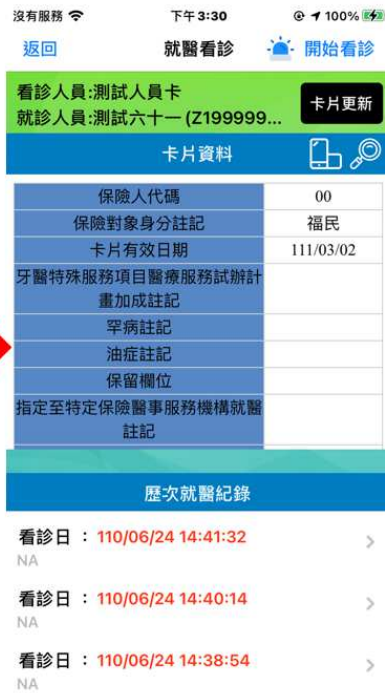 沒有服務 下午3:30 100%
返回 就醫看診 開始看診
看診人員:測試人員卡
就診人員:測試六十一(Z199999...
卡片更新
卡片資料
保險人代碼 00
保險對象身分註記 福民
卡片有效日期 111/03/02
牙醫特殊服務項目醫療服務試辦計
畫加成註記
罕病註記
油症註記
保留欄位
指定至特定保險醫事服務機構就醫
註記
歷次就醫紀錄
看診日 : 110/06/24 14:41:32
NA
看診日 : 110/06/24 14:40:14
NA
看診日 : 110/06/24 14:38:54
NA